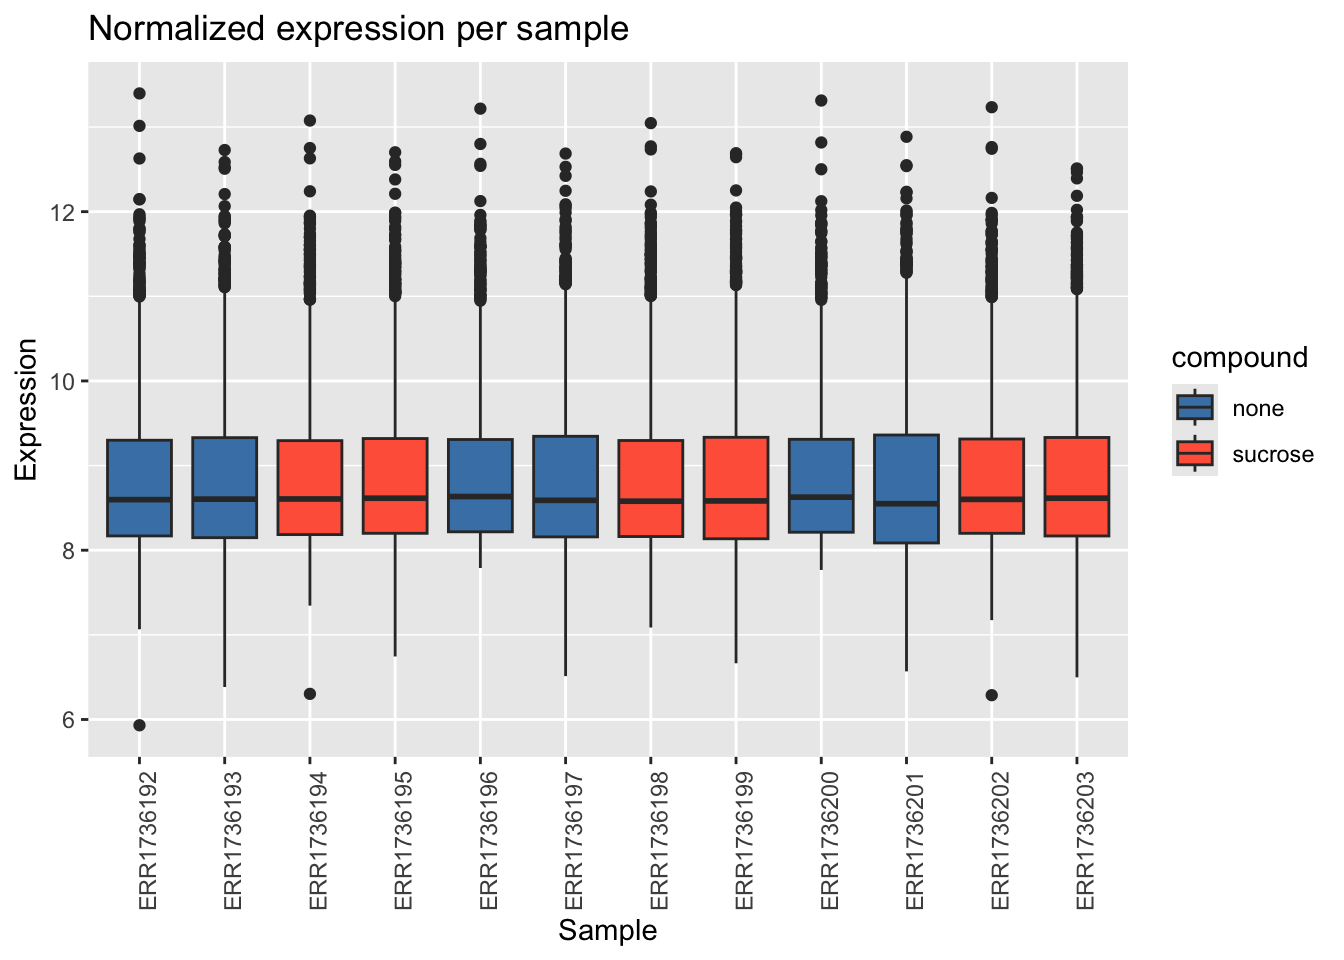 Normalized expression per sample
Expression
12
10
8
6
ERR1736192
ERR1736193
ERR1736194
ERR1736195
ERR1736196
ERR1736197
ERR1736198
ERR1736199
ERR1736200
ERR1736201
ERR1736202
ERR1736203
Sample
compound
none
sucrose